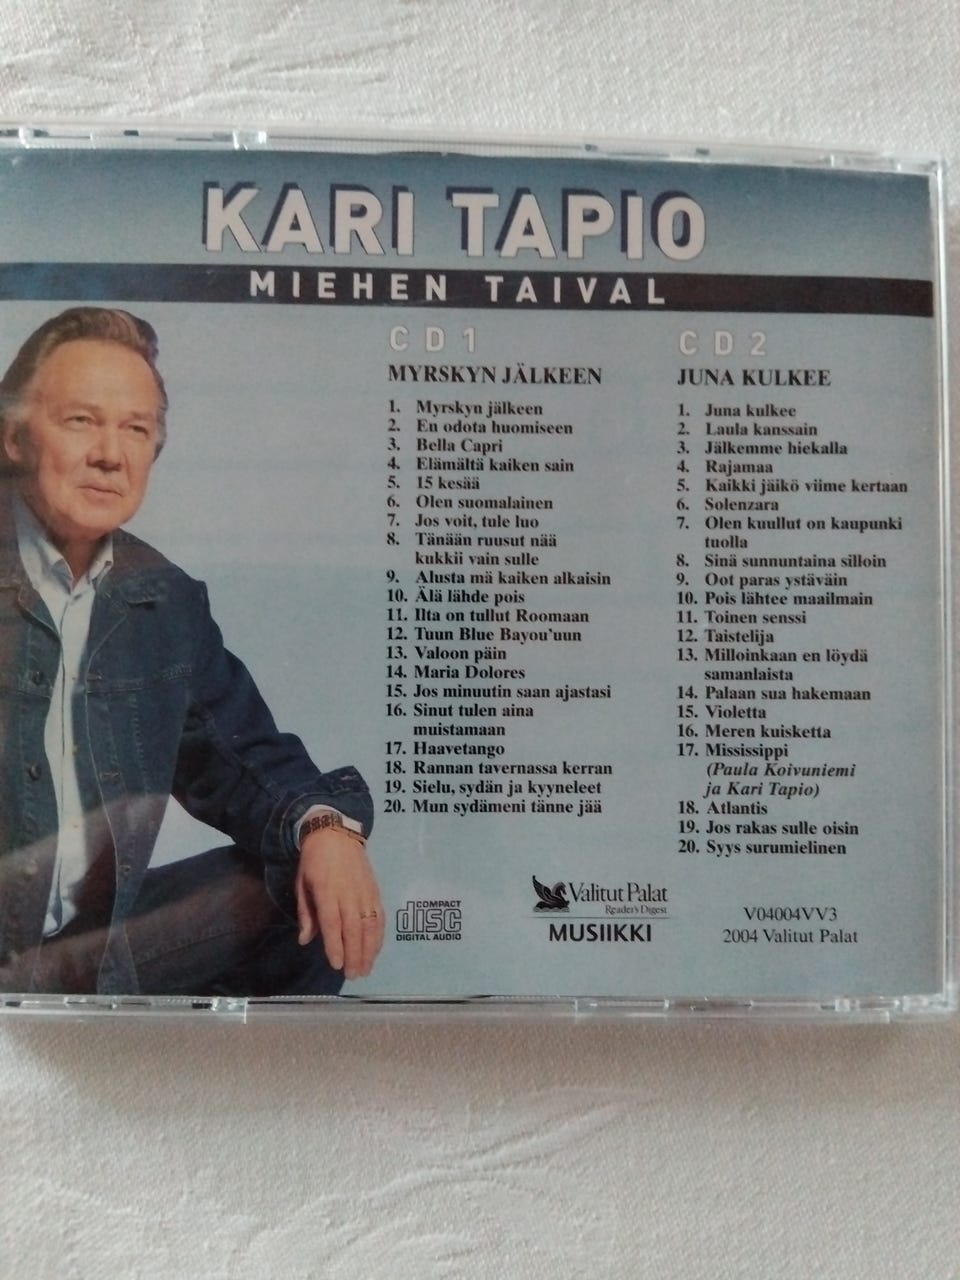 KARI TAPIO
MIEHEN TAIVAL
CD 1
MYRSKYN JÄLKEEN
1. Myrskyn jälkeen
2. En odota huomiseen
3. Bella Capri
4. Elämältä kaiken sain
5. 15 kesää
6. Olen suomalainen
7. Jos voit, tule luo
8. Tänään ruusut nää
kukkii vain sulle
9. Alusta mä kaiken alkaisin
10. Älä lähde pois
11. Ilta on tullut Roomaan
12. Tuun Blue Bayou'uun
13. Valoon päin
14. Maria Dolores
15. Jos minuutin saan ajastasi
16. Sinut tulen aina
muistamaan
17. Haavetango
18. Rannan tavernassa kerran
19. Sielu, sydän ja kyyneleet
20. Mun sydämeni tänne jää
CD 2
JUNA KULKEE
1. Juna kulkee
2. Laula kanssain
3. Jälkemme hiekalla
4. Rajamaa
5. Kaikki jäikö viime kertaan
6. Solenzara
7. Olen kuullut on kaupunki
tuolla
8. Sinä sunnuntaina silloin
9. Oot paras ystäväin
10. Pois lähtee maailmain
11. Toinen senssi
12. Taistelija
13. Milloinkaan en löydä
samanlaista
14. Palaan sua hakemaan
15. Violetta
16. Meren kuisketta
17. Mississippi
(Paula Koivuniemi
ja Kari Tapio)
18. Atlantis
19. Jos rakas sulle oisin
20. Syys surumielinen
COMPACT
disc
DIGITAL AUDIO
Valitut Palat
Reader's Digest
MUSIIKKI
V04004VV3
2004 Valitut Palat